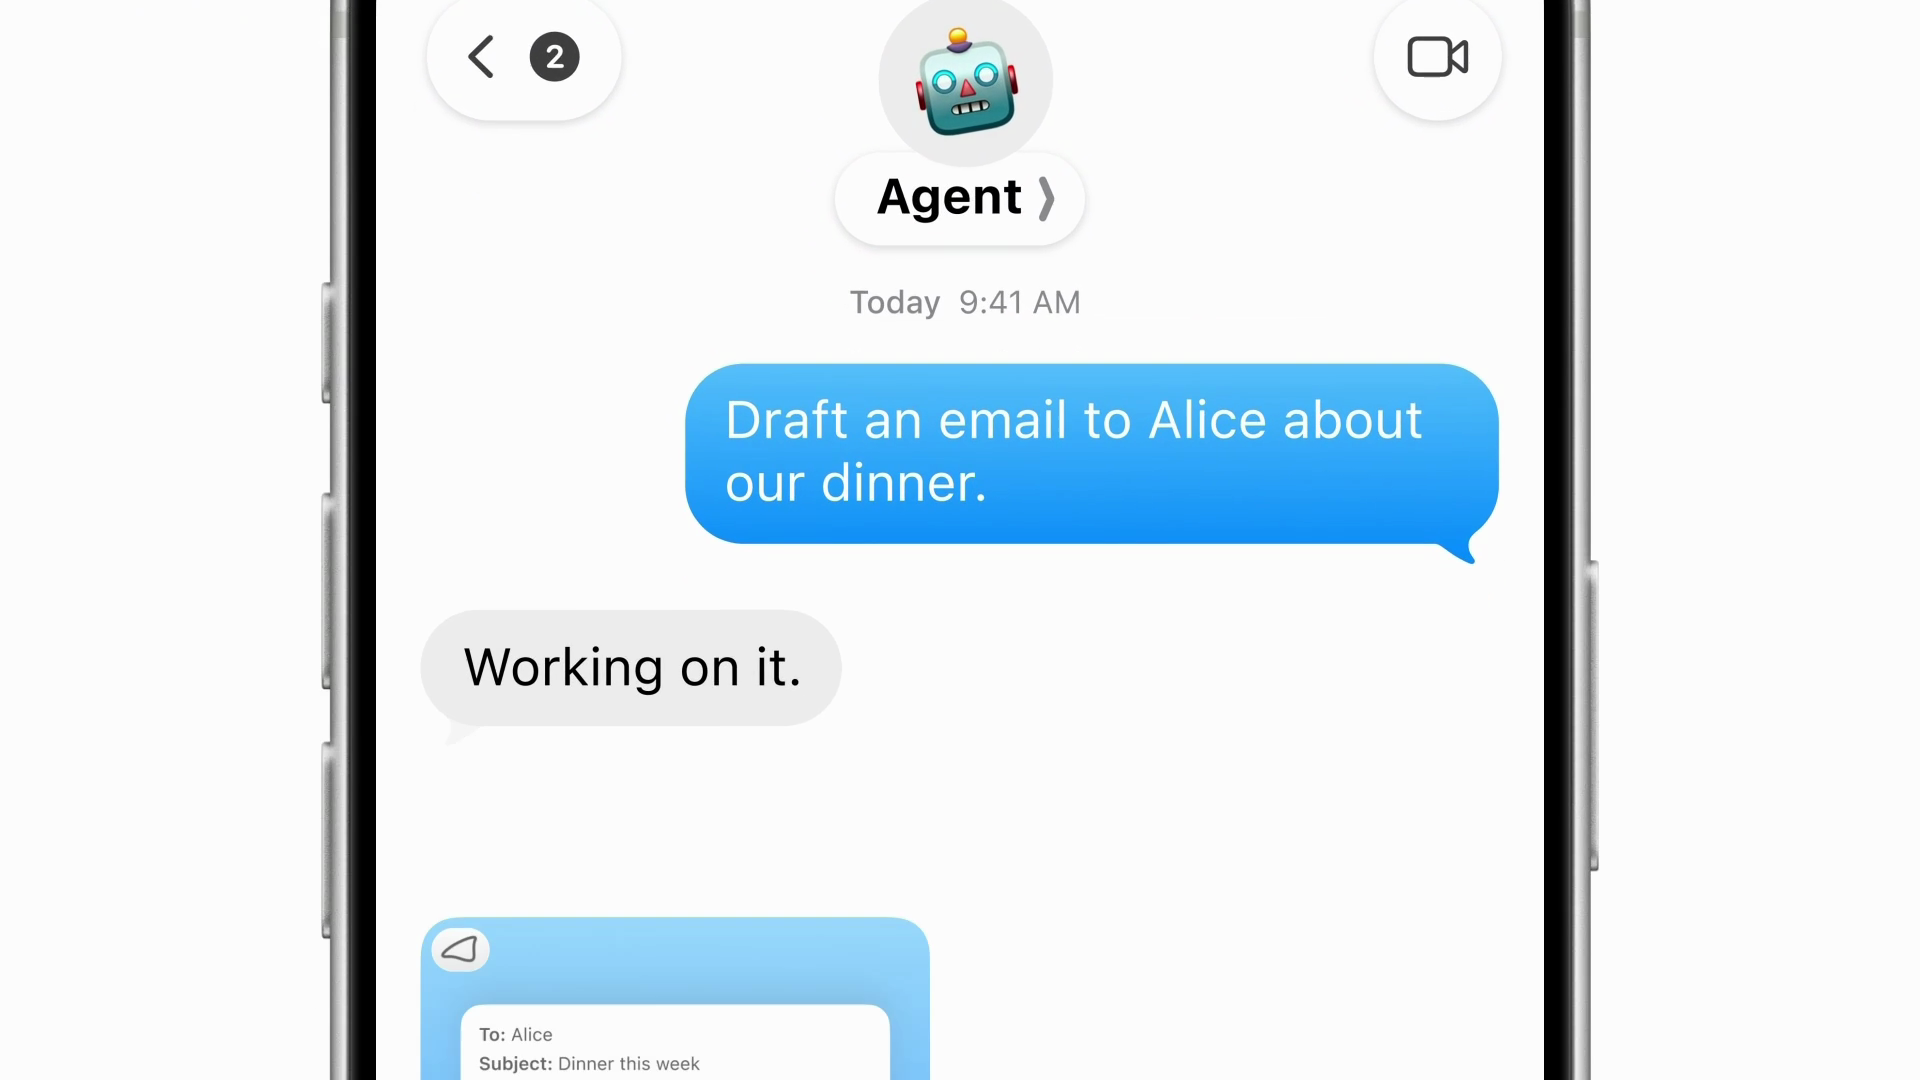 2
Agent
Today 9:41 AM
Draft an email to Alice about
our dinner.
Working on it.
To: Alice
Subject: Dinner this week